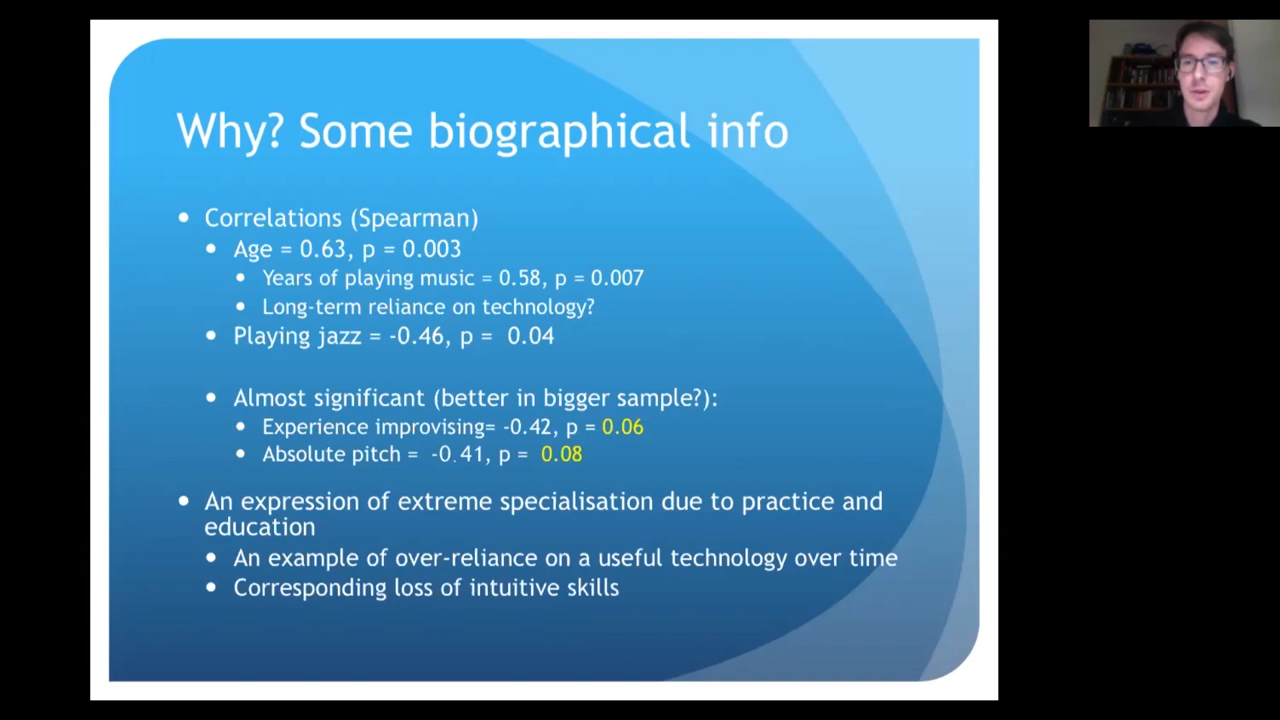 Why? Some biographical info
Correlations (Spearman)
Age = 0.63, p = 0.003
Years of playing music = 0.58, p = 0.007
Long-term reliance on technology?
Playing jazz = -0.46, p = 0.04
Almost significant (better in bigger sample?):
Experience improvising= -0.42, p = 0.06
Absolute pitch = -0.41, p = 0.08
An expression of extreme specialisation due to practice and
education
An example of over-reliance on a useful technology over time
Corresponding loss of intuitive skills